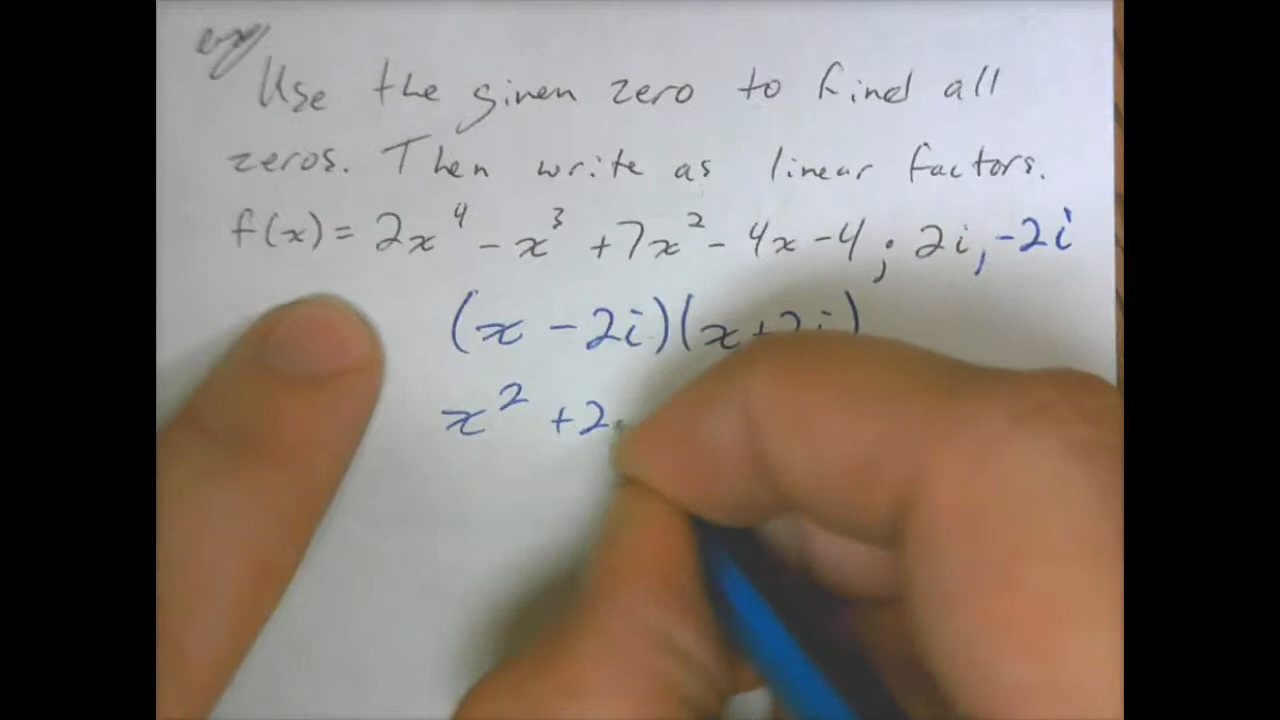 ex)
Use the given zero to find all
zeros. Then write as linear factors.
f(x) = 2x⁴ - x³ + 7x² - 4x - 4 ; 2i, -2i
(x - 2i)(x + 2i)
x² + 2